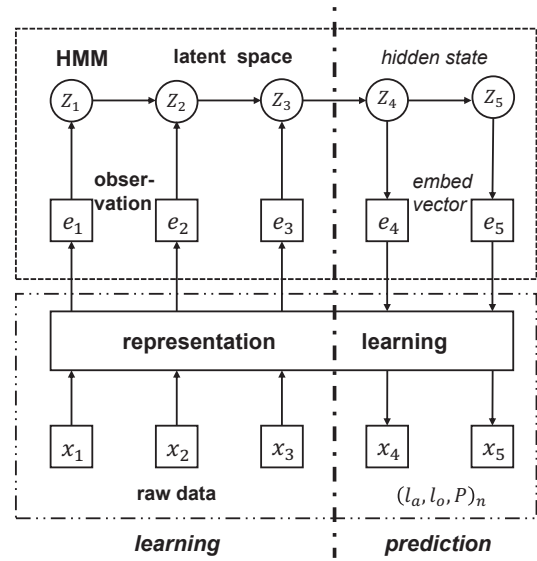 HMM latent space hidden state
Z₁ Z₂ Z₃ Z₄ Z₅
obser-
vation
embed
vector
e₁ e₂ e₃ e₄ e₅
representation learning
x₁ x₂ x₃ x₄ x₅
raw data (lₐ, lₒ, P)ₙ
learning prediction